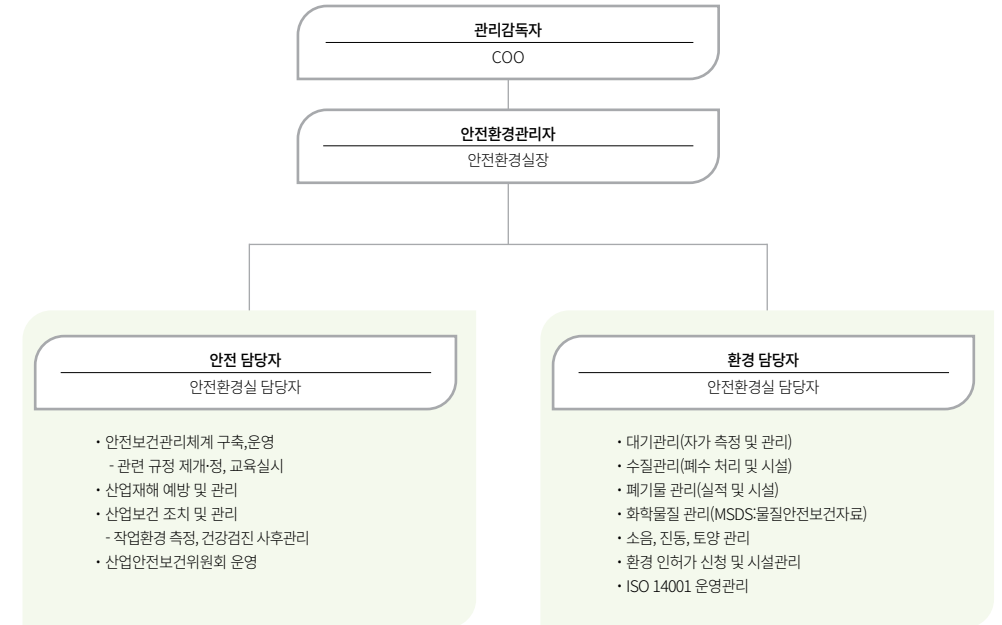 관리감독자
COO
안전환경관리자
안전환경실장
안전 담당자
안전환경실 담당자
• 안전보건관리체계 구축,운영
- 관련 규정 제개·정, 교육실시
• 산업재해 예방 및 관리
• 산업보건 조치 및 관리
- 작업환경 측정, 건강검진 사후관리
• 산업안전보건위원회 운영
환경 담당자
안전환경실 담당자
• 대기관리(자가 측정 및 관리)
• 수질관리(폐수 처리 및 시설)
• 폐기물 관리(실적 및 시설)
• 화학물질 관리(MSDS:물질안전보건자료)
• 소음, 진동, 토양 관리
• 환경 인허가 신청 및 시설관리
• ISO 14001 운영관리